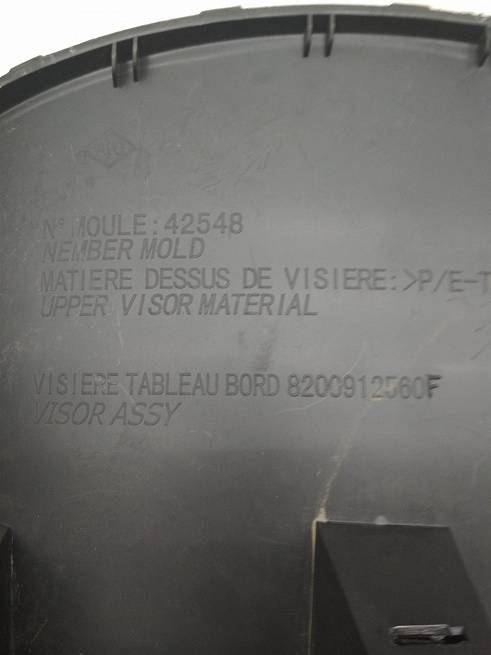 N° MOULE: 42548
NEMBER MOLD
MATIERE DESSUS DE VISIERE: >P/E-T
UPPER VISOR MATERIAL
VISIERE TABLEAU BORD 8200912560F
VISOR ASSY